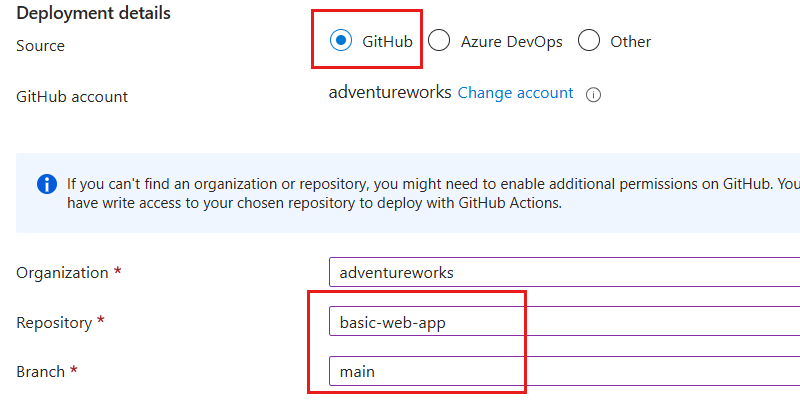 Deployment details
Source GitHub Azure DevOps Other
GitHub account adventureworks Change account
If you can't find an organization or repository, you might need to enable additional permissions on GitHub. You
have write access to your chosen repository to deploy with GitHub Actions.
Organization * adventureworks
Repository * basic-web-app
Branch * main